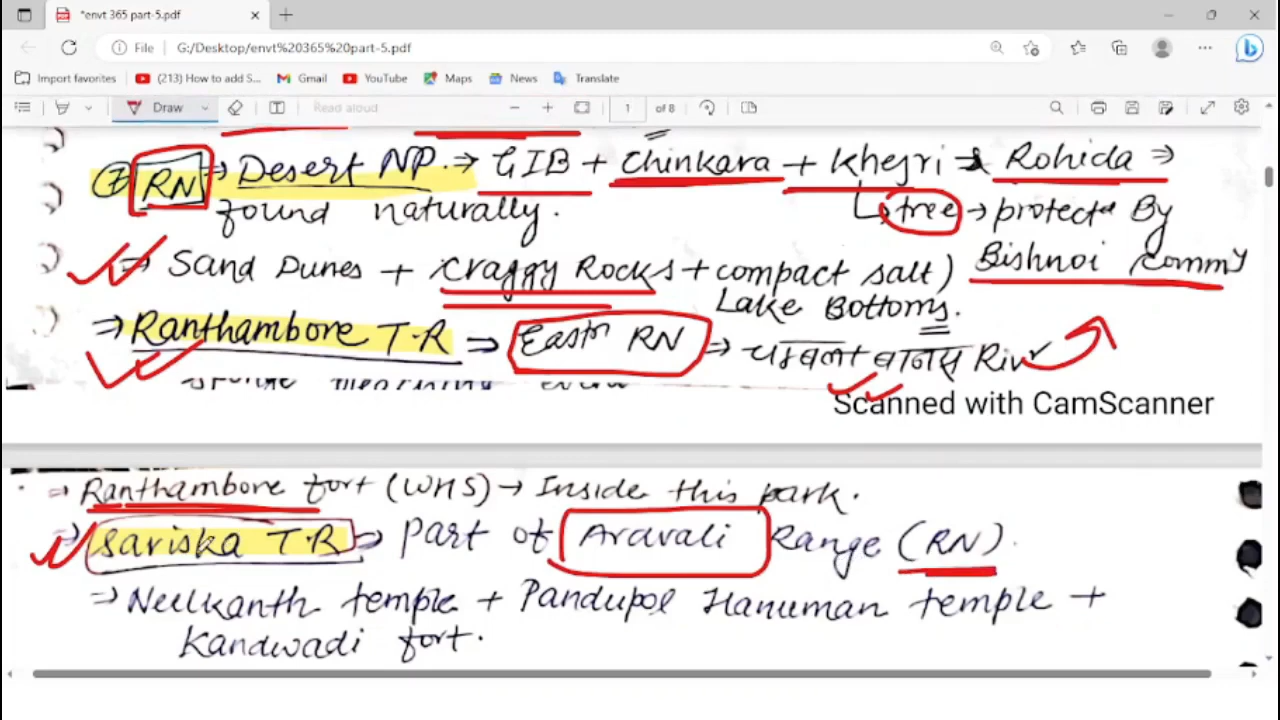 *envt 365 part-5.pdf
File G:/Desktop/envt%20365%20part-5.pdf
Import favorites (213) How to add S... Gmail YouTube Maps News Translate
Draw Read aloud 1 of 8
⑦ RN → Desert NP. → GIB + Chinkara + Khejri → Rohida ⇒
found naturally. ↳ tree → protectd By
⇒ Sand Dunes + craggy Rocks + compact salt) Bishnoi Commy
Lake Bottoms.
⇒ Ranthambore T.R ⇒ Eastn RN ⇒ बनास River
Scanned with CamScanner
→ Ranthambore fort (WHS) → Inside this park.
⇒ Sariska T.R ⇒ Part of Aravali Range (RN).
⇒ Neelkanth temple + Pandupol Hanuman temple +
Kandwadi fort.